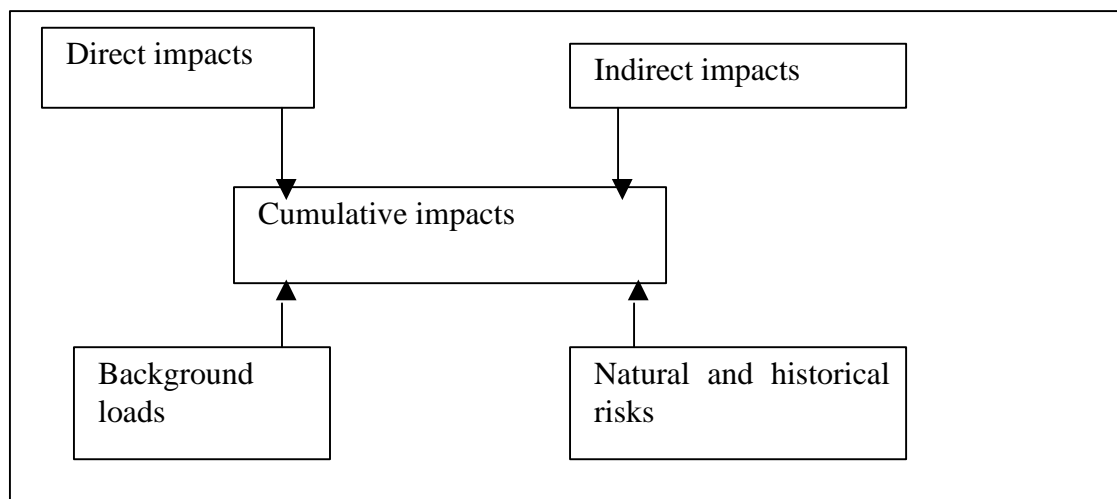 Direct impacts
Indirect impacts
Cumulative impacts
Background
loads
Natural and historical
risks